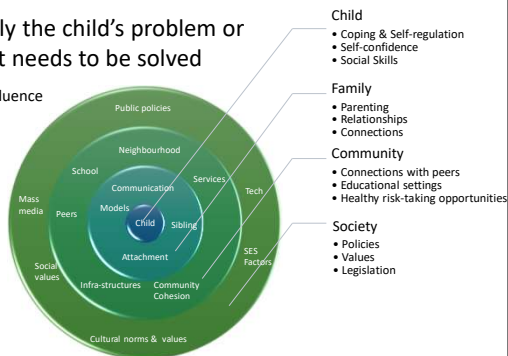 ly the child's problem or
t needs to be solved
luence
Child
• Coping & Self-regulation
• Self-confidence
• Social Skills
Family
• Parenting
• Relationships
• Connections
Community
• Connections with peers
• Educational settings
• Healthy risk-taking opportunities
Society
• Policies
• Values
• Legislation
Public policies
Neighbourhood
School
Services
Communication
Tech
Mass
media
Peers
Models
Child
Sibling
Attachment
SES
Factors
Social
values
Infra-structures
Community
Cohesion
Cultural norms & values